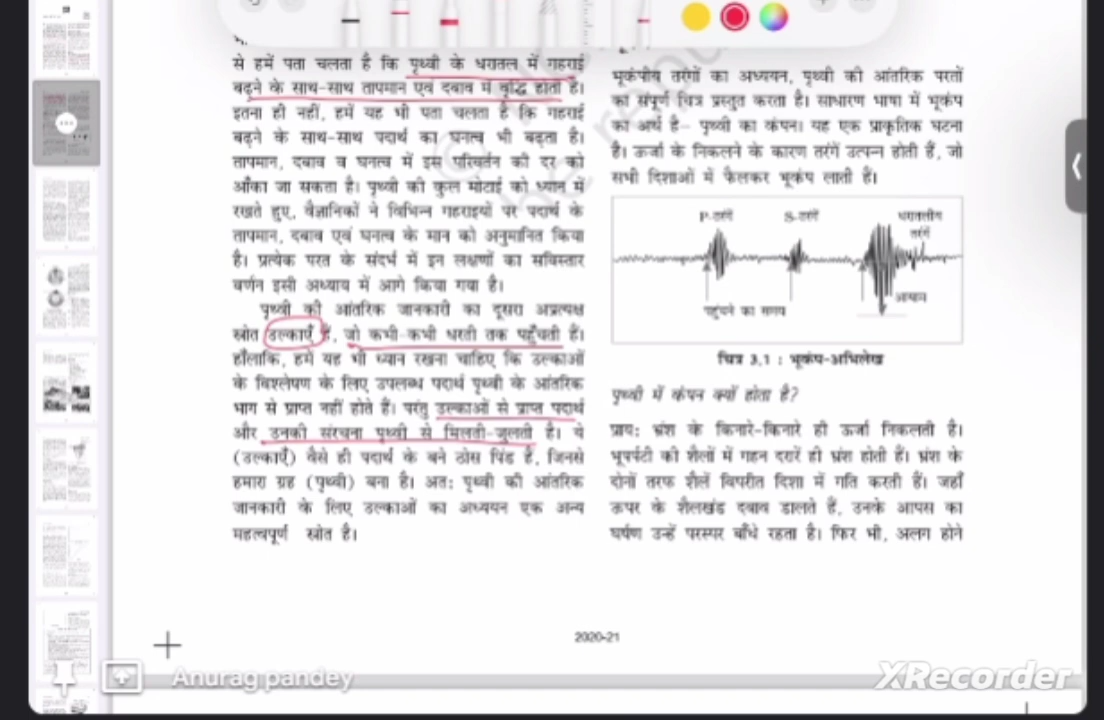 से हमें पता चलता है कि पृथ्वी के धरातल में गहराई
बढ़ने के साथ-साथ तापमान एवं दबाव में वृद्धि होती है।
इतना ही नहीं, हमें यह भी पता चलता है कि गहराई
बढ़ने के साथ-साथ पदार्थ का घनत्व भी बढ़ता है।
तापमान, दबाव व घनत्व में इस परिवर्तन की दर को
आँका जा सकता है। पृथ्वी की कुल मोटाई को ध्यान में
रखते हुए, वैज्ञानिकों ने विभिन्न गहराइयों पर पदार्थ के
तापमान, दबाव एवं घनत्व के मान को अनुमानित किया
है। प्रत्येक परत के संदर्भ में इन लक्षणों का सविस्तार
वर्णन इसी अध्याय में आगे किया गया है।
पृथ्वी की आंतरिक जानकारी का दूसरा अप्रत्यक्ष
स्रोत उल्काएँ हैं, जो कभी-कभी धरती तक पहुँचती हैं।
हाँलाकि, हमें यह भी ध्यान रखना चाहिए कि उल्काओं
के विश्लेषण के लिए उपलब्ध पदार्थ पृथ्वी के आंतरिक
भाग से प्राप्त नहीं होते हैं। परंतु उल्काओं से प्राप्त पदार्थ
और उनकी संरचना पृथ्वी से मिलती-जुलती है। ये
(उल्काएँ) वैसे ही पदार्थ के बने ठोस पिंड हैं, जिनसे
हमारा ग्रह (पृथ्वी) बना है। अतः पृथ्वी की आंतरिक
जानकारी के लिए उल्काओं का अध्ययन एक अन्य
महत्वपूर्ण स्रोत है।
भूकंपीय तरंगों का अध्ययन, पृथ्वी की आंतरिक परतों
का संपूर्ण चित्र प्रस्तुत करता है। साधारण भाषा में भूकंप
का अर्थ है- पृथ्वी का कंपन। यह एक प्राकृतिक घटना
है। ऊर्जा के निकलने के कारण तरंगें उत्पन्न होती हैं, जो
सभी दिशाओं में फैलकर भूकंप लाती हैं।
P-तरंगें S-तरंगें धरातलीय
तरंगें
आयाम
पहुंचने का समय
चित्र 3.1 : भूकंप-अभिलेख
पृथ्वी में कंपन क्यों होता है?
प्रायः भ्रंश के किनारे-किनारे ही ऊर्जा निकलती है।
भूपर्पटी की शैलों में गहन दरारें ही भ्रंश होती हैं। भ्रंश के
दोनों तरफ शैलें विपरीत दिशा में गति करती हैं। जहाँ
ऊपर के शैलखंड दबाव डालते हैं, उनके आपस का
घर्षण उन्हें परस्पर बाँधे रहता है। फिर भी, अलग होने
2020-21
Anurag pandey
XRecorder